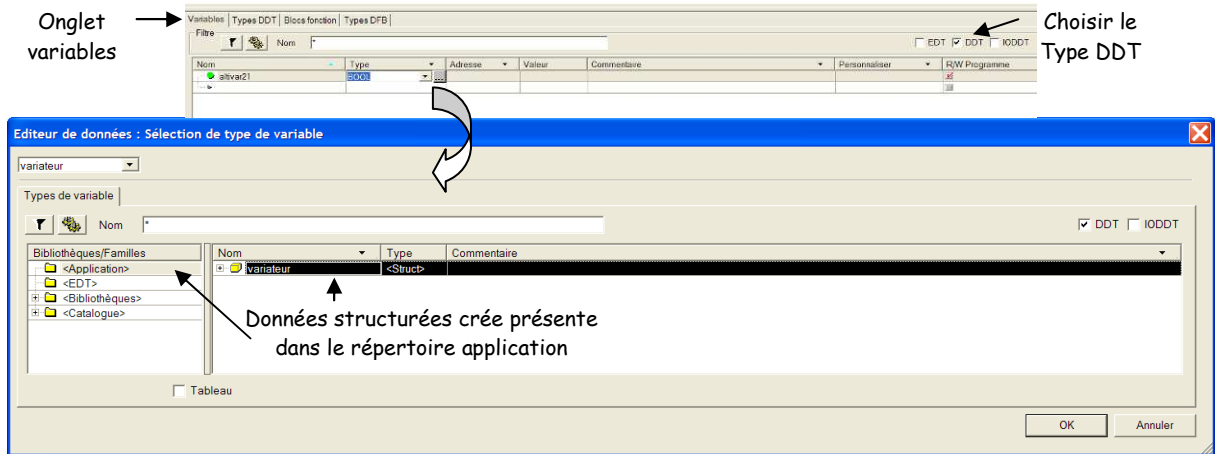 Onglet variables
Variables Types DDT Blocs fonction Types DFB
Choisir le Type DDT
Filtre
Nom *
EDT DDT IODDT
Nom Type Adresse Valeur Commentaire Personnaliser R/W Programme
altivar21 BOOL ...
Editeur de données : Sélection de type de variable
variateur
Types de variable
Nom *
DDT IODDT
Bibliothèques/Familles
Nom Type Commentaire
<Application>
variateur <Struct>
<EDT>
<Bibliothèques>
<Catalogue>
Données structurées crée présente
dans le répertoire application
Tableau
OK Annuler